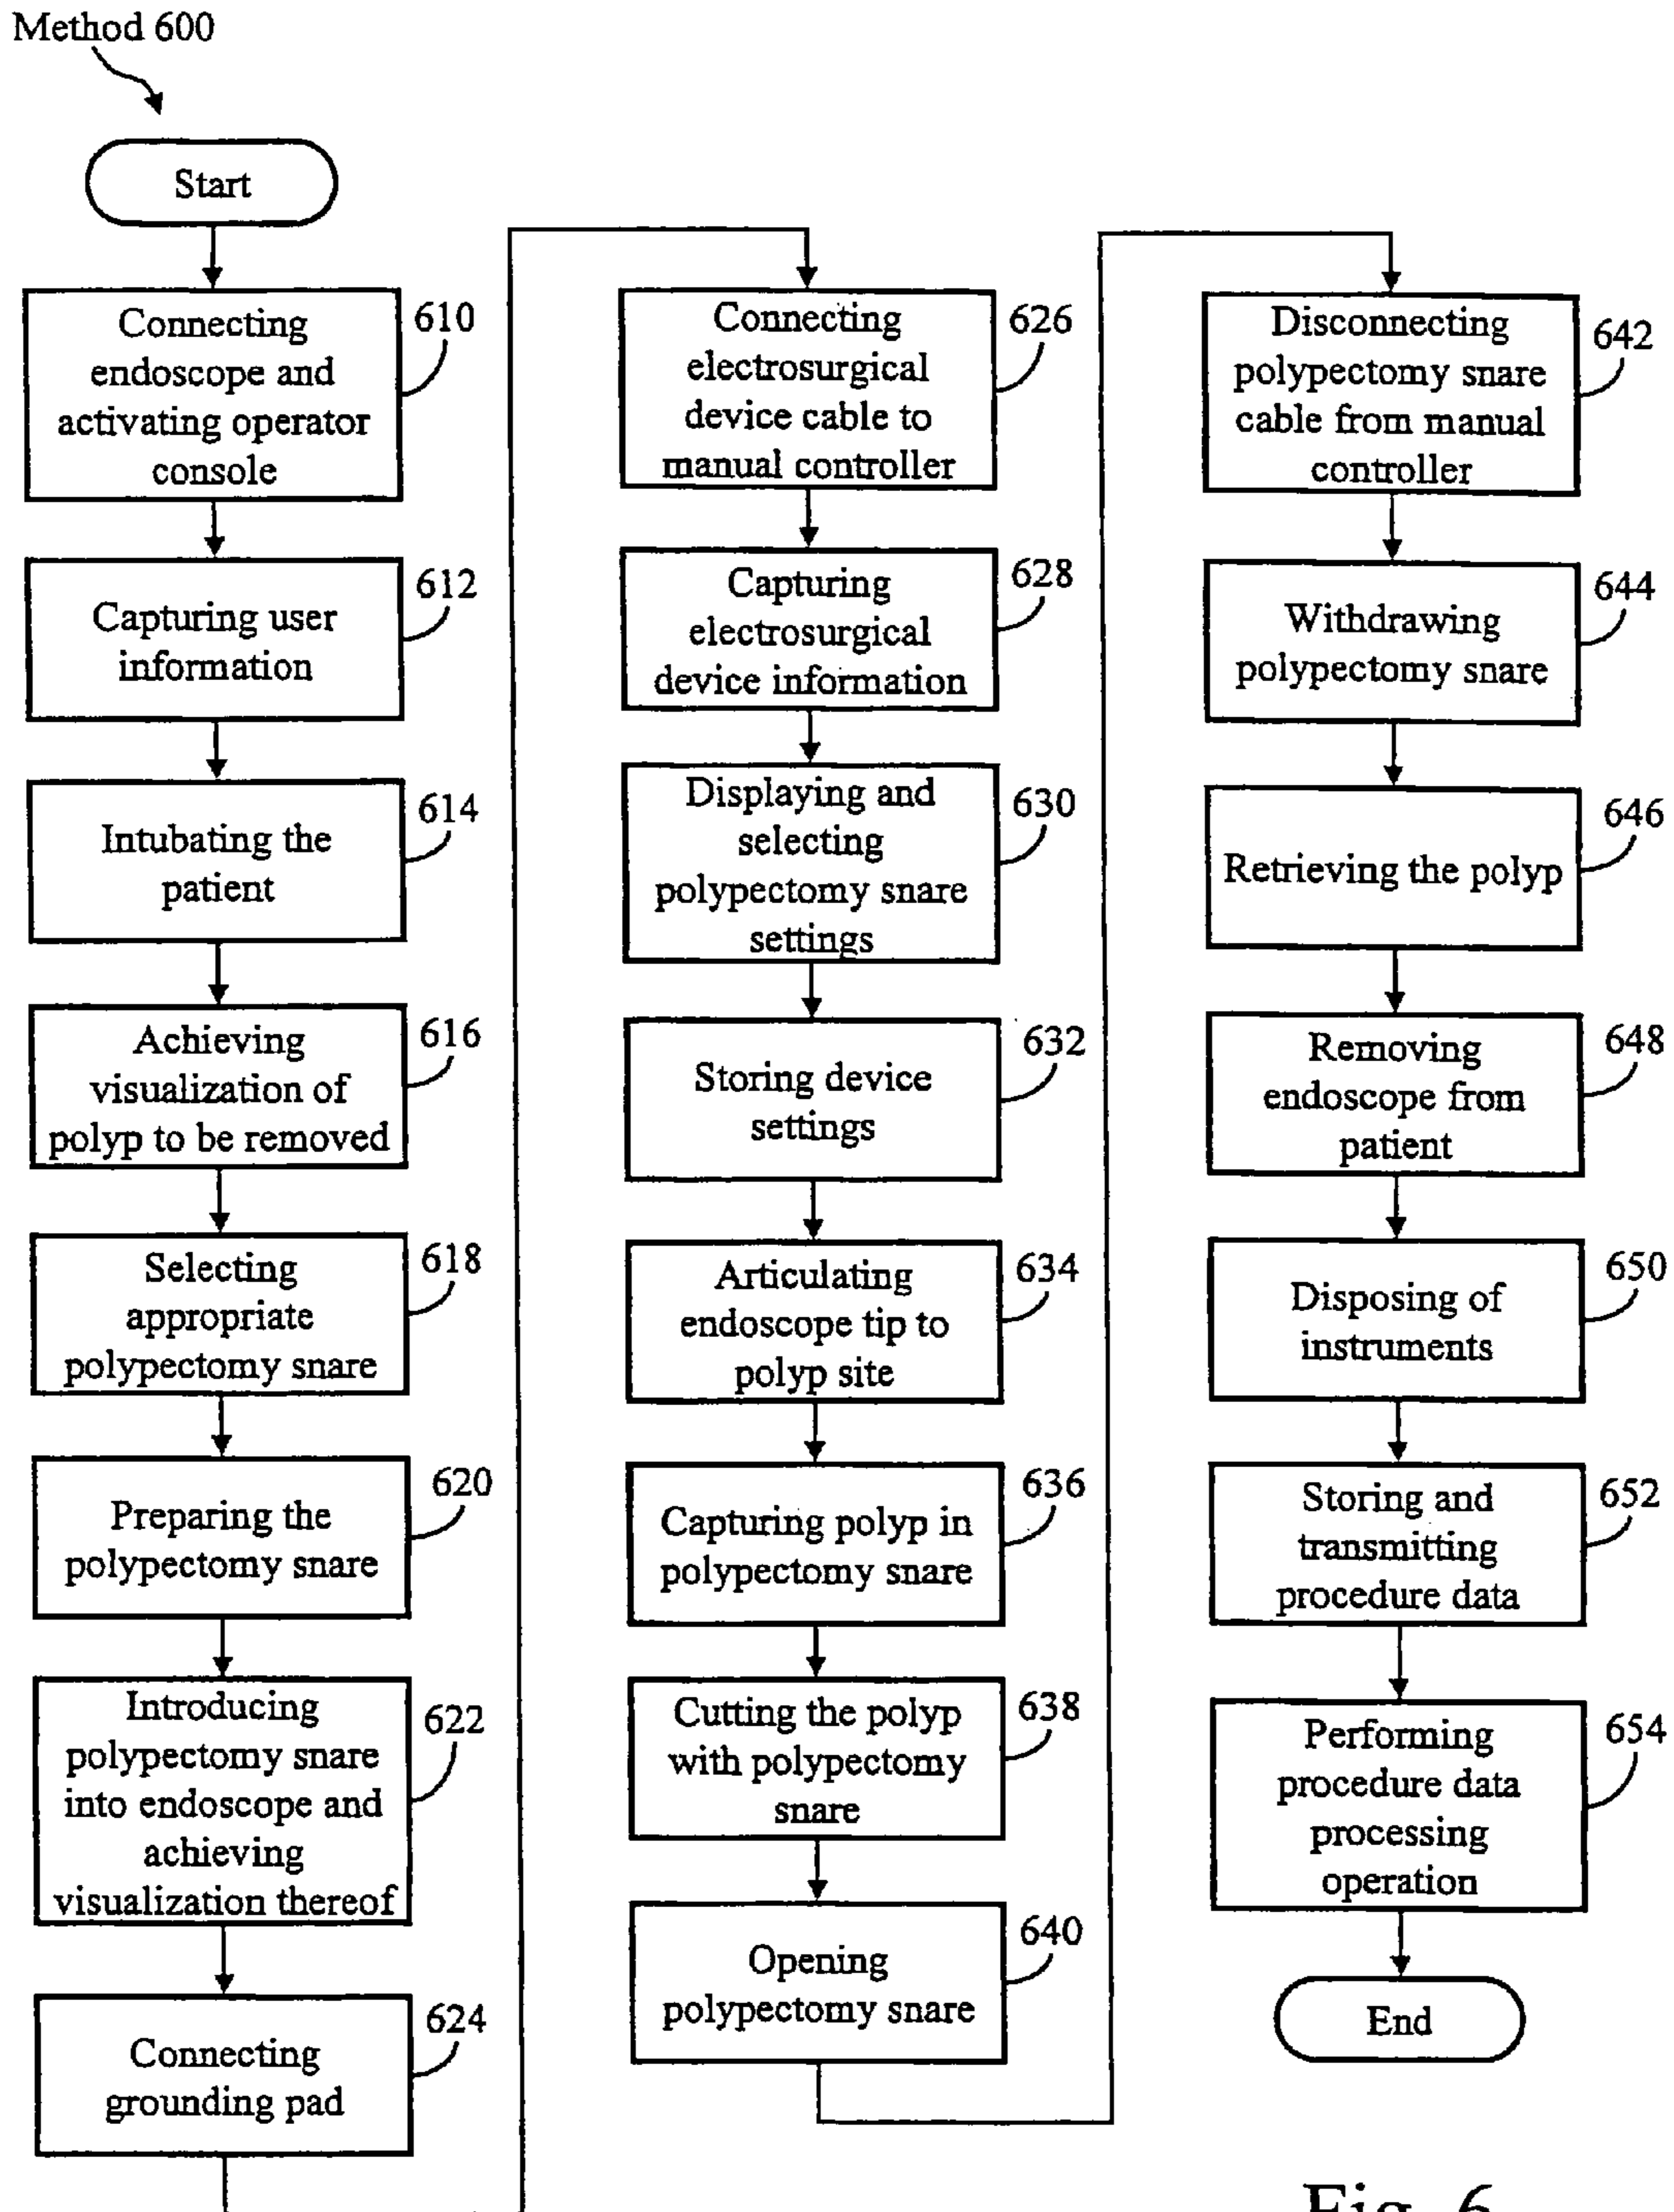 Method 600
Start
Connecting
endoscope and
activating operator
console
610
Capturing user
information
612
Intubating the
patient
614
Achieving
visualization of
polyp to be removed
616
Selecting
appropriate
polypectomy snare
618
Preparing the
polypectomy snare
620
Introducing
polypectomy snare
into endoscope and
achieving
visualization thereof
622
Connecting
grounding pad
624
Connecting
electrosurgical
device cable to
manual controller
626
Capturing
electrosurgical
device information
628
Displaying and
selecting
polypectomy snare
settings
630
Storing device
settings
632
Articulating
endoscope tip to
polyp site
634
Capturing polyp in
polypectomy snare
636
Cutting the polyp
with polypectomy
snare
638
Opening
polypectomy snare
640
Disconnecting
polypectomy snare
cable from manual
controller
642
Withdrawing
polypectomy snare
644
Retrieving the polyp
646
Removing
endoscope from
patient
648
Disposing of
instruments
650
Storing and
transmitting
procedure data
652
Performing
procedure data
processing
operation
654
End
Fig. 6